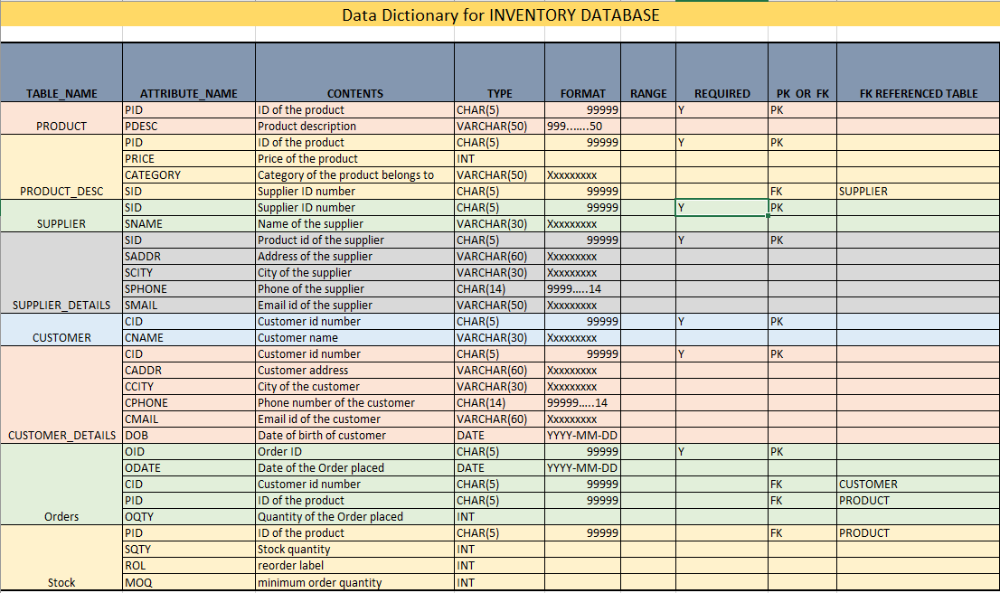 Data Dictionary for INVENTORY DATABASE
TABLE_NAME ATTRIBUTE_NAME CONTENTS TYPE FORMAT RANGE REQUIRED PK OR FK FK REFERENCED TABLE
PID ID of the product CHAR(5) 99999 Y PK
PRODUCT PDESC Product description VARCHAR(50) 999.......50
PID ID of the product CHAR(5) 99999 Y PK
PRICE Price of the product INT
CATEGORY Category of the product belongs to VARCHAR(50) Xxxxxxxxx
PRODUCT_DESC SID Supplier ID number CHAR(5) 99999 FK SUPPLIER
SID Supplier ID number CHAR(5) 99999 Y PK
SUPPLIER SNAME Name of the supplier VARCHAR(30) Xxxxxxxxx
SID Product id of the supplier CHAR(5) 99999 Y PK
SADDR Address of the supplier VARCHAR(60) Xxxxxxxxx
SCITY City of the supplier VARCHAR(30) Xxxxxxxxx
SPHONE Phone of the supplier CHAR(14) 9999.....14
SUPPLIER_DETAILS SMAIL Email id of the supplier VARCHAR(50) Xxxxxxxxx
CID Customer id number CHAR(5) 99999 Y PK
CUSTOMER CNAME Customer name VARCHAR(30) Xxxxxxxxx
CID Customer id number CHAR(5) 99999 Y PK
CADDR Customer address VARCHAR(60) Xxxxxxxxx
CCITY City of the customer VARCHAR(30) Xxxxxxxxx
CPHONE Phone number of the customer CHAR(14) 99999.....14
CMAIL Email id of the customer VARCHAR(60) Xxxxxxxxx
CUSTOMER_DETAILS DOB Date of birth of customer DATE YYYY-MM-DD
OID Order ID CHAR(5) 99999 Y PK
ODATE Date of the Order placed DATE YYYY-MM-DD
CID Customer id number CHAR(5) 99999 FK CUSTOMER
PID ID of the product CHAR(5) 99999 FK PRODUCT
Orders OQTY Quantity of the Order placed INT
PID ID of the product CHAR(5) 99999 FK PRODUCT
SQTY Stock quantity INT
ROL reorder label INT
Stock MOQ minimum order quantity INT